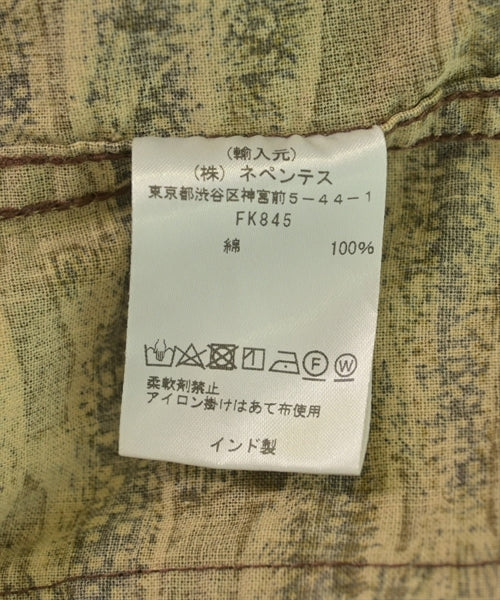 (輸入元)
(株) ネペンテス
東京都渋谷区神宮前5-44-1
FK845
綿 100%
F W
柔軟剤禁止
アイロン掛けはあて布使用
インド製